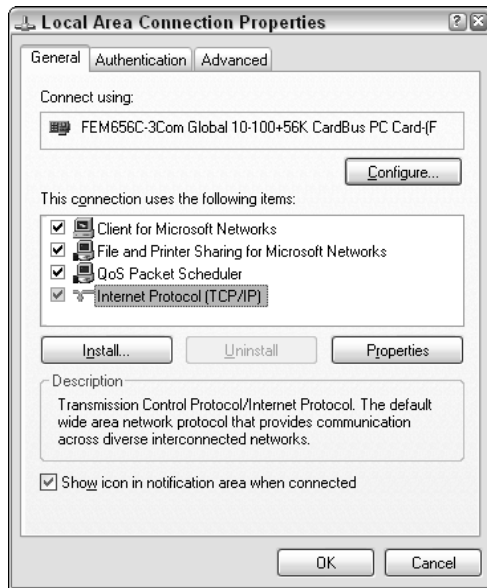 Local Area Connection Properties
General Authentication Advanced
Connect using:
FEM656C-3Com Global 10-100+56K CardBus PC Card-(F
Configure...
This connection uses the following items:
Client for Microsoft Networks
File and Printer Sharing for Microsoft Networks
QoS Packet Scheduler
Internet Protocol (TCP/IP)
Install... Uninstall Properties
Description
Transmission Control Protocol/Internet Protocol. The default
wide area network protocol that provides communication
across diverse interconnected networks.
Show icon in notification area when connected
OK Cancel